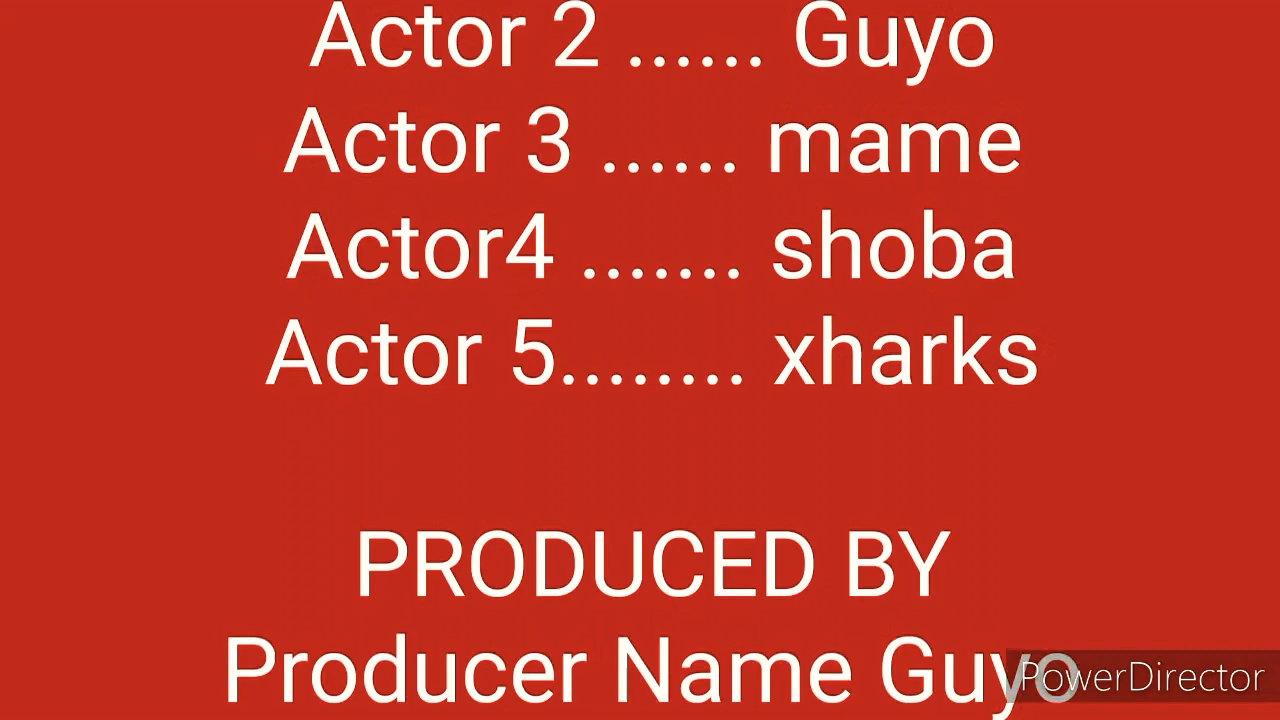 Actor 2 ...... Guyo
Actor 3 ...... mame
Actor4 ....... shoba
Actor 5........ xharks
PRODUCED BY
Producer Name Guyo
PowerDirector